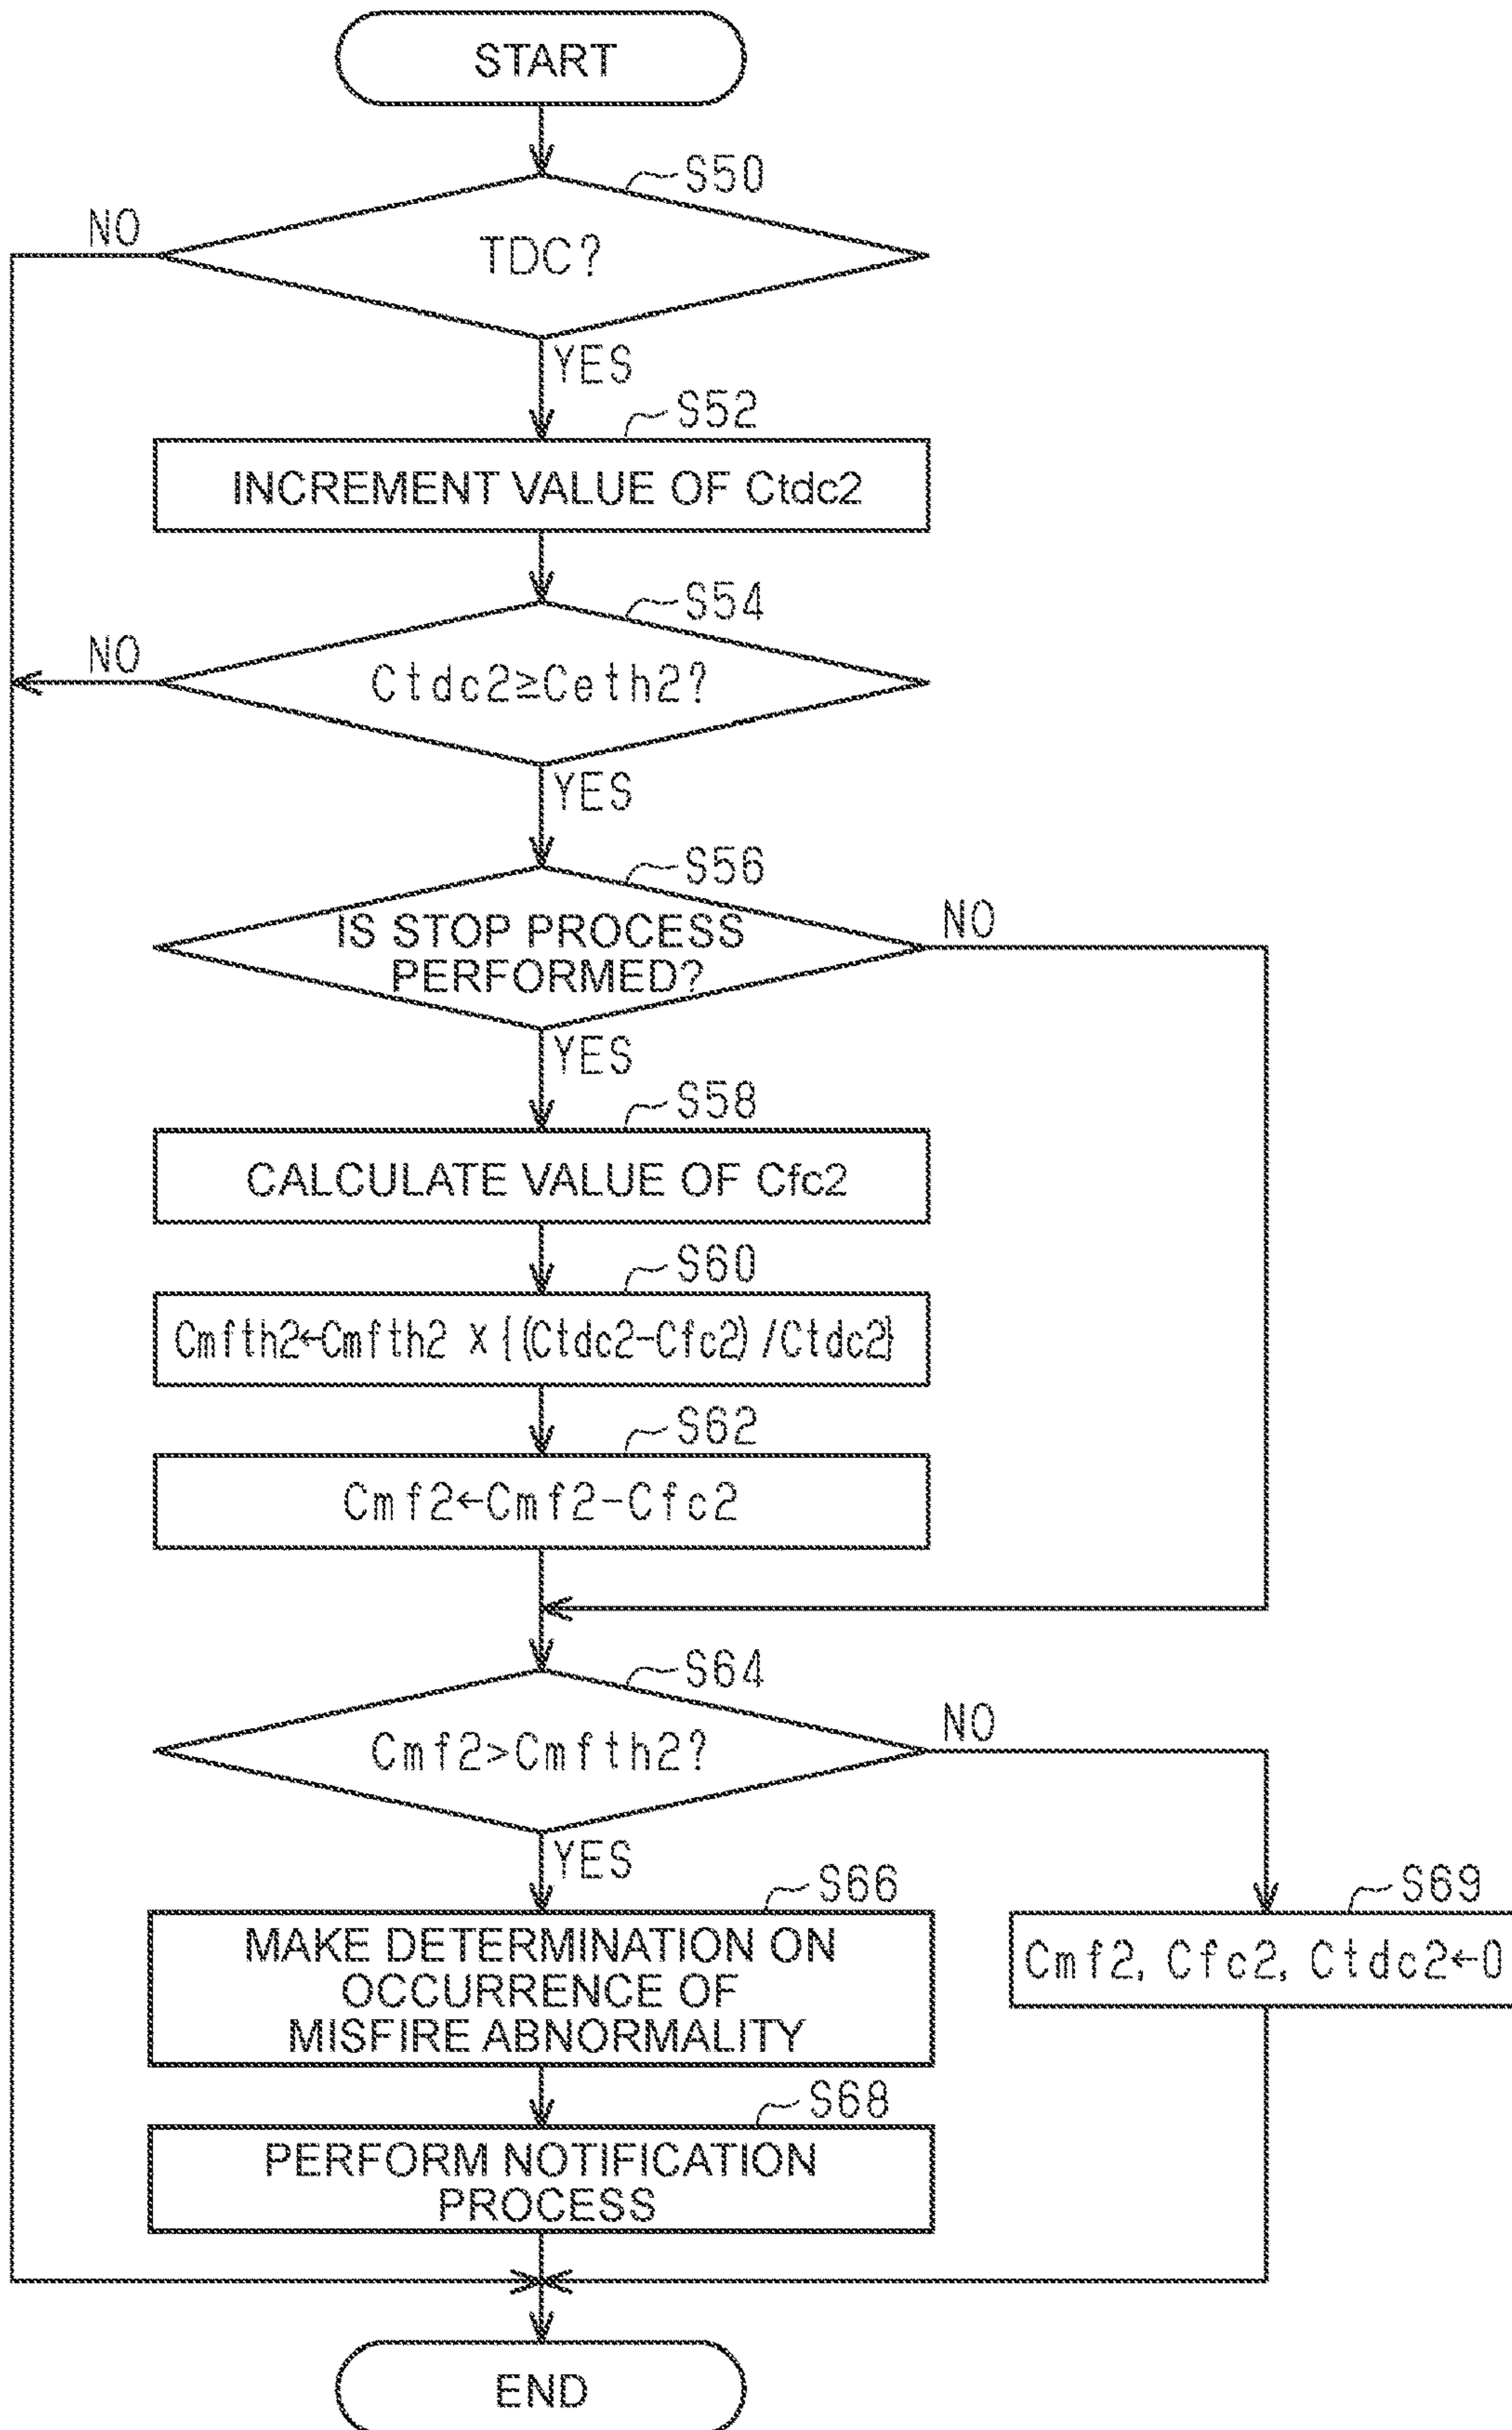 START
S50
NO
TDC?
YES
S52
INCREMENT VALUE OF Ctdc2
S54
NO
Ctdc2≧Ceth2?
YES
S56
IS STOP PROCESS
PERFORMED?
NO
YES
S58
CALCULATE VALUE OF Cfc2
S60
Cmfth2←Cmfth2 X {(Ctdc2-Cfc2)/Ctdc2}
S62
Cmf2←Cmf2-Cfc2
S64
Cmf2>Cmfth2?
NO
YES
S66
MAKE DETERMINATION ON
OCCURRENCE OF
MISFIRE ABNORMALITY
S69
Cmf2, Cfc2, Ctdc2←0
S68
PERFORM NOTIFICATION
PROCESS
END